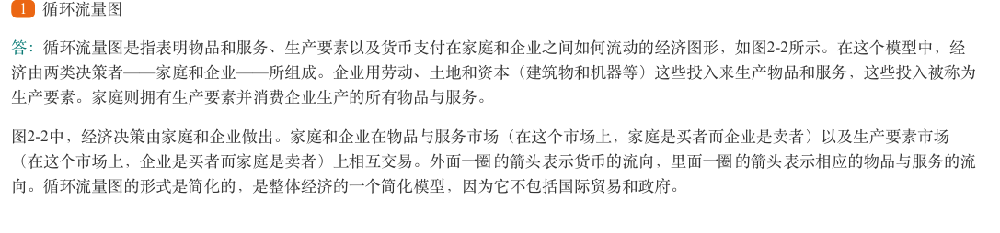 1 循环流量图
答：循环流量图是指表明物品和服务、生产要素以及货币支付在家庭和企业之间如何流动的经济图形，如图2-2所示。在这个模型中，经
济由两类决策者——家庭和企业——所组成。企业用劳动、土地和资本（建筑物和机器等）这些投入来生产物品和服务，这些投入被称为
生产要素。家庭则拥有生产要素并消费企业生产的所有物品与服务。
图2-2中，经济决策由家庭和企业做出。家庭和企业在物品与服务市场（在这个市场上，家庭是买者而企业是卖者）以及生产要素市场
（在这个市场上，企业是买者而家庭是卖者）上相互交易。外面一圈的箭头表示货币的流向，里面一圈的箭头表示相应的物品与服务的流
向。循环流量图的形式是简化的，是整体经济的一个简化模型，因为它不包括国际贸易和政府。